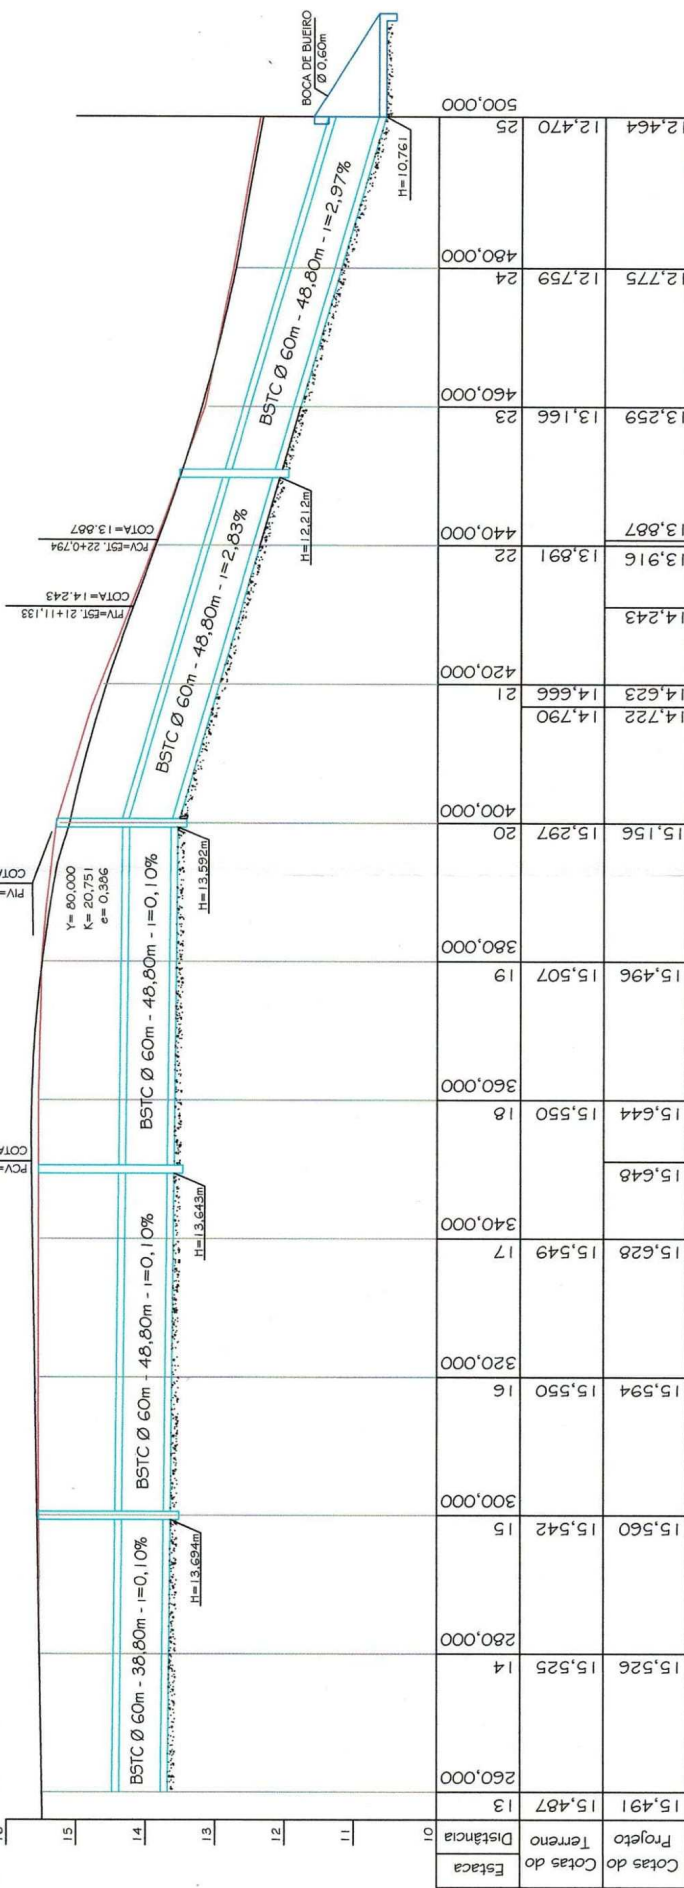 BOCA DE BUEIRO
Ø 0,60m
H=10,761
BSTC Ø 60m - 48,80m - i=2,97%
H=12,212m
BSTC Ø 60m - 48,80m - i=2,83%
PCV=EST. 22+0,794
COTA=13.887
PIV=EST. 21+11,133
COTA=14.243
H=13,592m
BSTC Ø 60m - 48,80m - i=0,10%
Y= 80,000
K= 20,751
e= 0,386
PIV=
COTA
H=13,643m
BSTC Ø 60m - 48,80m - i=0,10%
PCV=
COTA
H=13,694m
BSTC Ø 60m - 38,80m - i=0,10%
16
15
14
13
12
11
10
Estaca
Distância
Cotas do Terreno
Cotas do Projeto
13 15,487 15,491
260,000
14 15,525 15,526
280,000
15 15,542 15,560
300,000
16 15,550 15,594
320,000
17 15,549 15,628
340,000
15,648
18 15,550 15,644
360,000
19 15,507 15,496
380,000
20 15,297 15,156
400,000
14,790 14,722
21 14,666 14,623
420,000
14,243
22 13,891 13,916
440,000
13,887
23 13,166 13,259
460,000
24 12,759 12,775
480,000
25 12,470 12,464
500,000